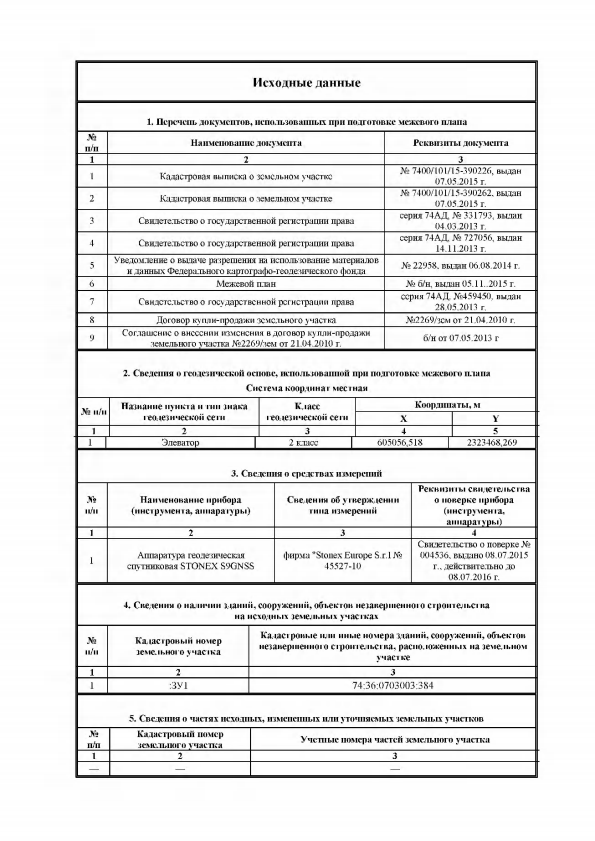 Исходные данные
1. Перечень документов, использованных при подготовке межевого плана
№
п/п
Наименование документа
Реквизиты документа
1
2
3
1
Кадастровая выписка о земельном участке
№ 7400/101/15-390226, выдан
07.05.2015 г.
2
Кадастровая выписка о земельном участке
№ 7400/101/15-390262, выдан
07.05.2015 г.
3
Свидетельство о государственной регистрации права
серия 74АД, № 331793, выдан
04.03.2013 г.
4
Свидетельство о государственной регистрации права
серия 74АД, № 727056, выдан
14.11.2013 г.
5
Уведомление о выдаче разрешения на использование материалов
и данных Федерального картографо-геодезического фонда
№ 22958, выдан 06.08.2014 г.
6
Межевой план
№ б/н, выдан 05.11..2015 г.
7
Свидетельство о государственной регистрации права
серия 74АД, №459450, выдан
28.05.2013 г.
8
Договор купли-продажи земельного участка
№2269/зем от 21.04.2010 г.
9
Соглашение о внесении изменения в договор купли-продажи
земельного участка №2269/зем от 21.04.2010 г.
б/н от 07.05.2013 г
2. Сведения о геодезической основе, использованной при подготовке межевого плана
Система координат местная
№ п/п
Название пункта и тип знака
геодезической сети
Класс
геодезической сети
Координаты, м
X
Y
1
2
3
4
5
1
Элеватор
2 класс
605056,518
2323468,269
3. Сведения о средствах измерений
№
п/п
Наименование прибора
(инструмента, аппаратуры)
Сведения об утверждении
типа измерений
Реквизиты свидетельства
о поверке прибора
(инструмента,
аппаратуры)
1
2
3
4
1
Аппаратура геодезическая
спутниковая STONEX S9GNSS
фирма "Stonex Europe S.r.l №
45527-10
Свидетельство о поверке №
004536, выдано 08.07.2015
г., действительно до
08.07.2016 г.
4. Сведения о наличии зданий, сооружений, объектов незавершенного строительства
на исходных земельных участках
№
п/п
Кадастровый номер
земельного участка
Кадастровые или иные номера зданий, сооружений, объектов
незавершенного строительства, расположенных на земельном
участке
1
2
3
1
:ЗУ1
74:36:0703003:384
5. Сведения о частях исходных, измененных или уточняемых земельных участков
№
п/п
Кадастровый номер
земельного участка
Учетные номера частей земельного участка
1
2
3
—
—
—